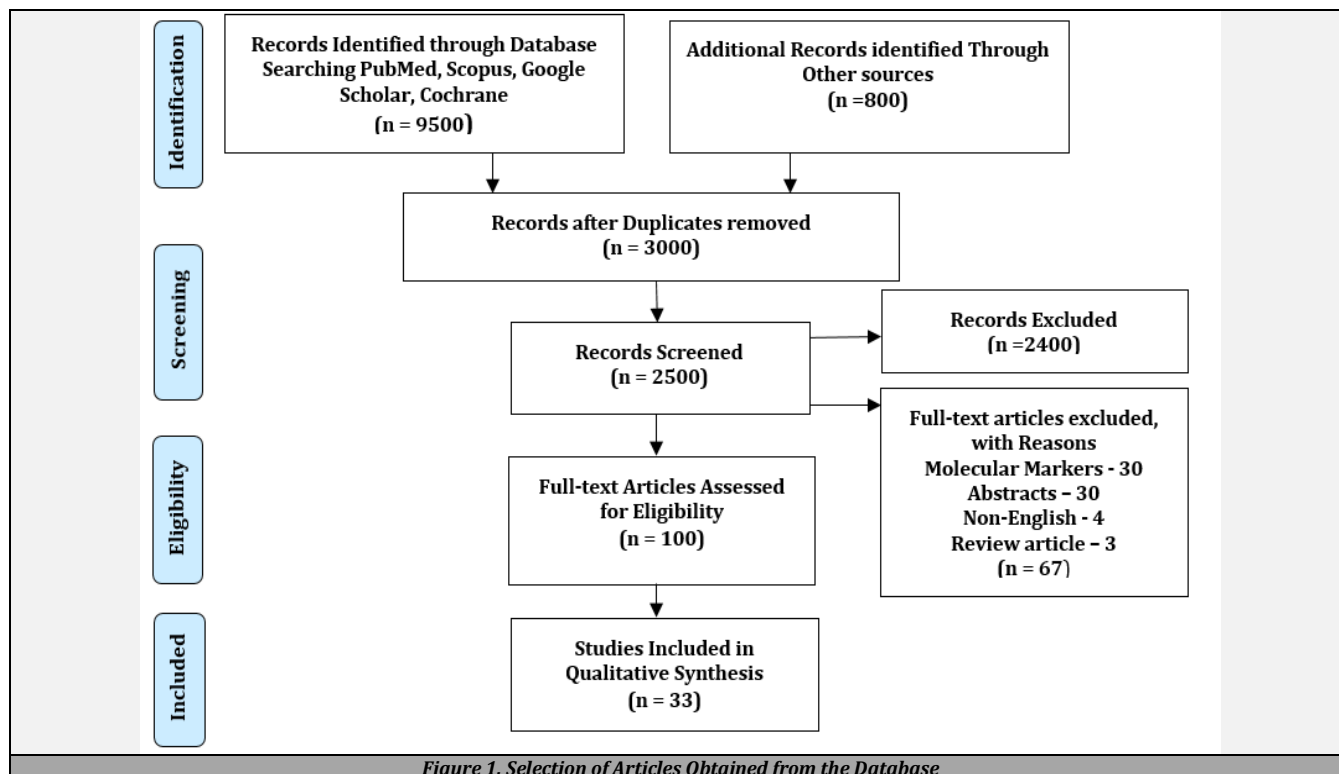 Identification
Records Identified through Database
Searching PubMed, Scopus, Google
Scholar, Cochrane
(n = 9500)
Additional Records identified Through
Other sources
(n =800)
Records after Duplicates removed
(n = 3000)
Screening
Records Screened
(n = 2500)
Records Excluded
(n =2400)
Eligibility
Full-text Articles Assessed
for Eligibility
(n = 100)
Full-text articles excluded,
with Reasons
Molecular Markers - 30
Abstracts – 30
Non-English - 4
Review article – 3
(n = 67)
Included
Studies Included in
Qualitative Synthesis
(n = 33)
Figure 1. Selection of Articles Obtained from the Database